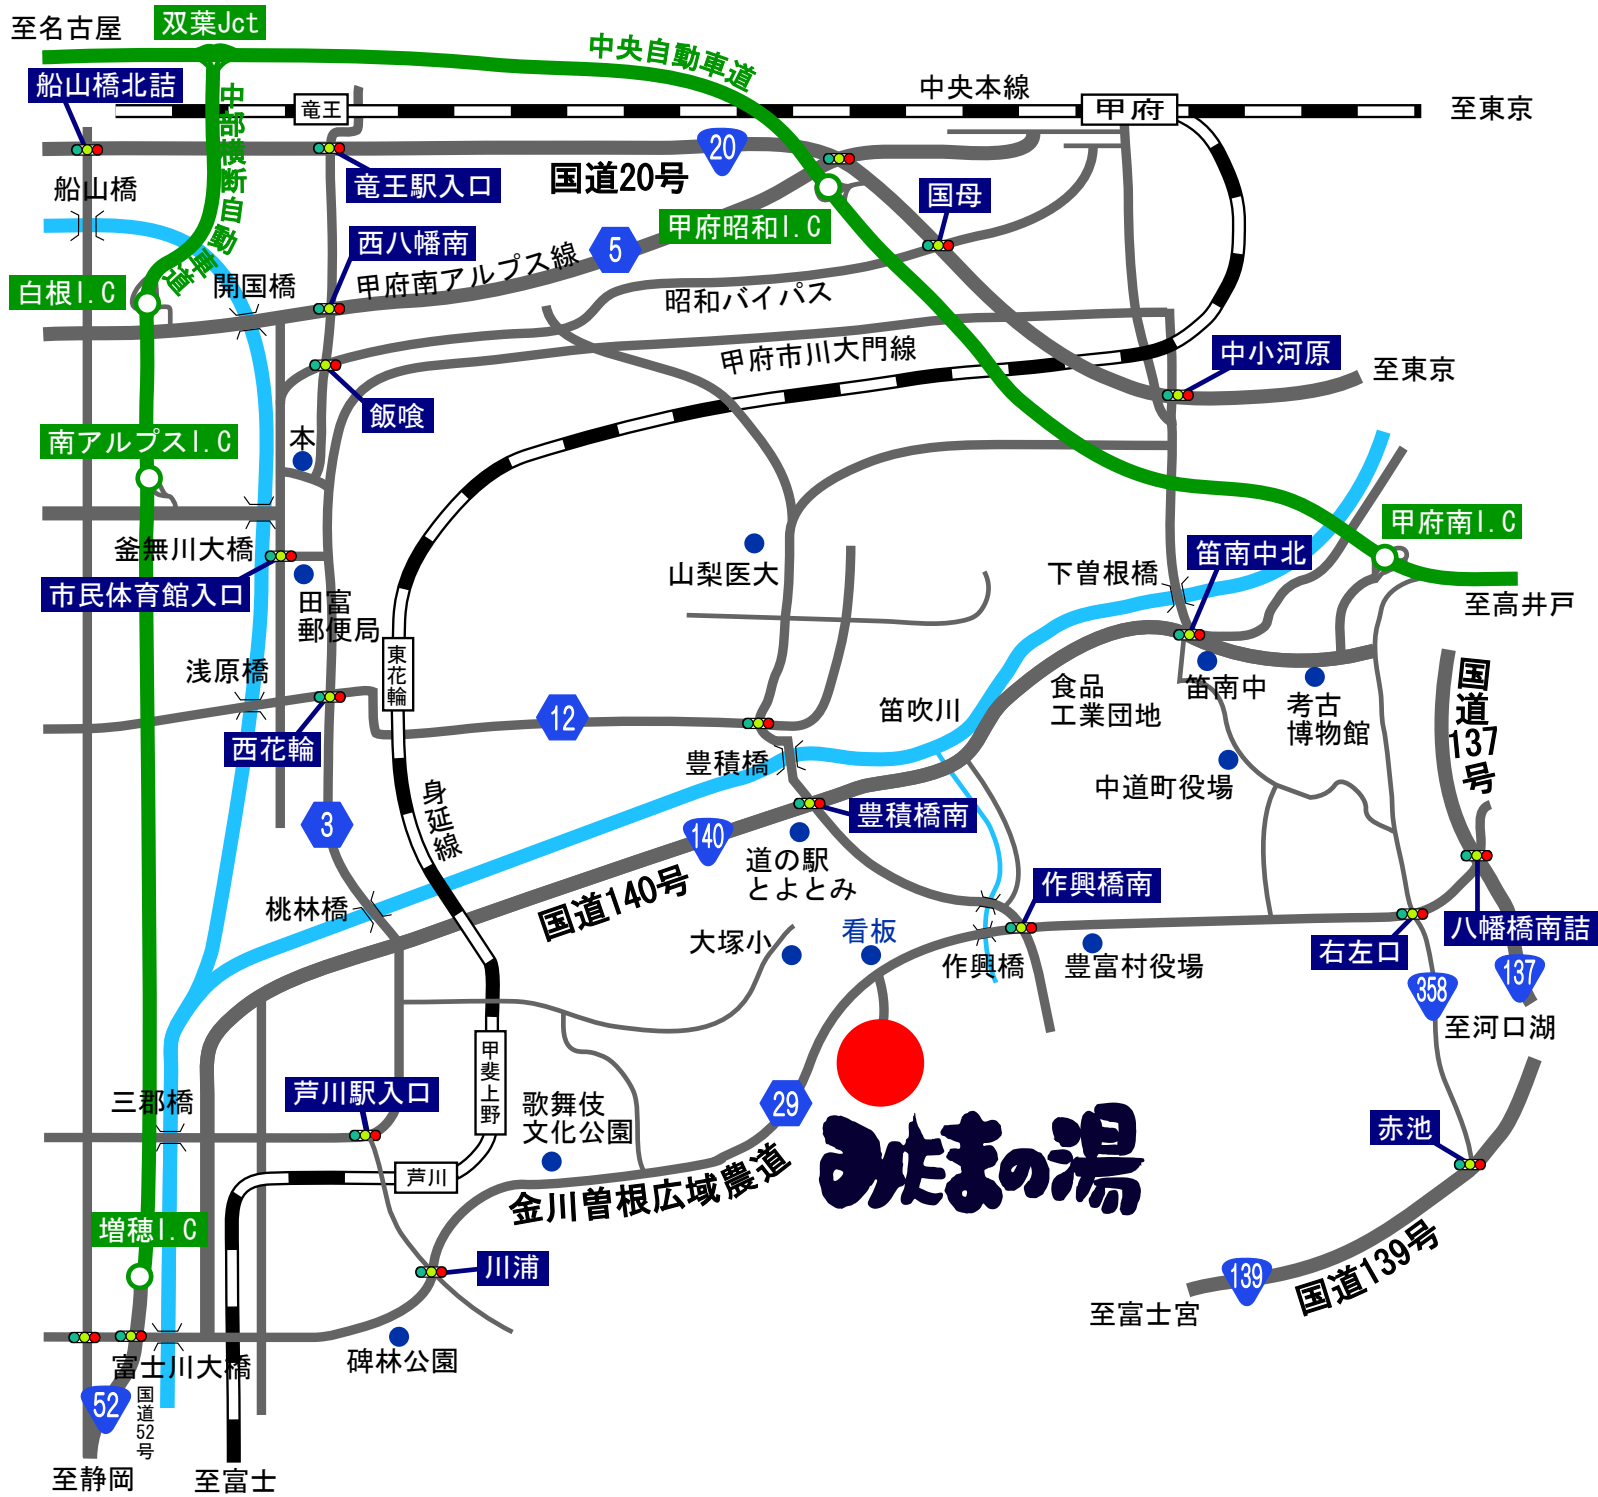 至名古屋
双葉Jct
中央自動車道
船山橋北詰
中部横断自動車道
竜王
中央本線
甲府
至東京
20
国道20号
竜王駅入口
船山橋
国母
西八幡南
甲府昭和I.C
5
甲府南アルプス線
白根I.C
開国橋
昭和バイパス
甲府市川大門線
中小河原
至東京
飯喰
南アルプスI.C
本
甲府南I.C
釜無川大橋
笛南中北
山梨医大
下曽根橋
市民体育館入口
田富
郵便局
至高井戸
東花輪
浅原橋
笛南中
食品
工業団地
考古
博物館
国道137号
笛吹川
12
西花輪
豊積橋
中道町役場
身延線
3
豊積橋南
140
道の駅
とよとみ
国道140号
作興橋南
桃林橋
大塚小
看板
作興橋
豊富村役場
右左口
八幡橋南詰
137
358
至河口湖
甲斐上野
三郡橋
芦川駅入口
歌舞伎
文化公園
29
みたまの湯
赤池
芦川
金川曽根広域農道
増穂I.C
川浦
139
国道139号
至富士宮
富士川大橋
碑林公園
52
国道52号
至静岡
至富士